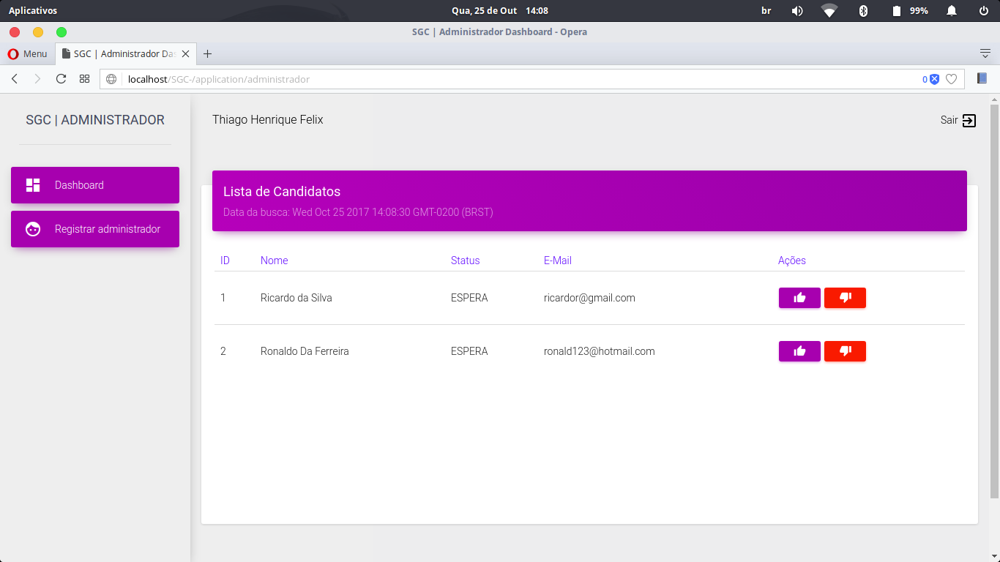 Aplicativos
Qua, 25 de Out 14:08
br
99%
SGC | Administrador Dashboard - Opera
Menu
SGC | Administrador Das
localhost/SGC-/application/administrador
0
SGC | ADMINISTRADOR
Thiago Henrique Felix
Sair
Dashboard
Registrar administrador
Lista de Candidatos
Data da busca: Wed Oct 25 2017 14:08:30 GMT-0200 (BRST)
ID Nome Status E-Mail Ações
1 Ricardo da Silva ESPERA ricardor@gmail.com
2 Ronaldo Da Ferreira ESPERA ronald123@hotmail.com